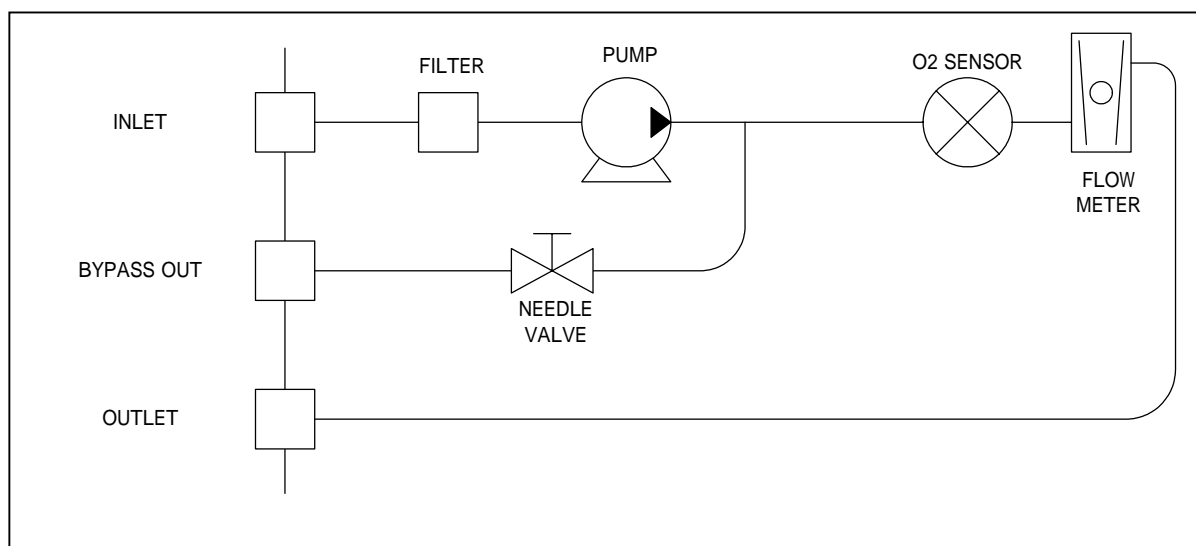 PUMP
O2 SENSOR
FILTER
INLET
FLOW
METER
BYPASS OUT
NEEDLE
VALVE
OUTLET